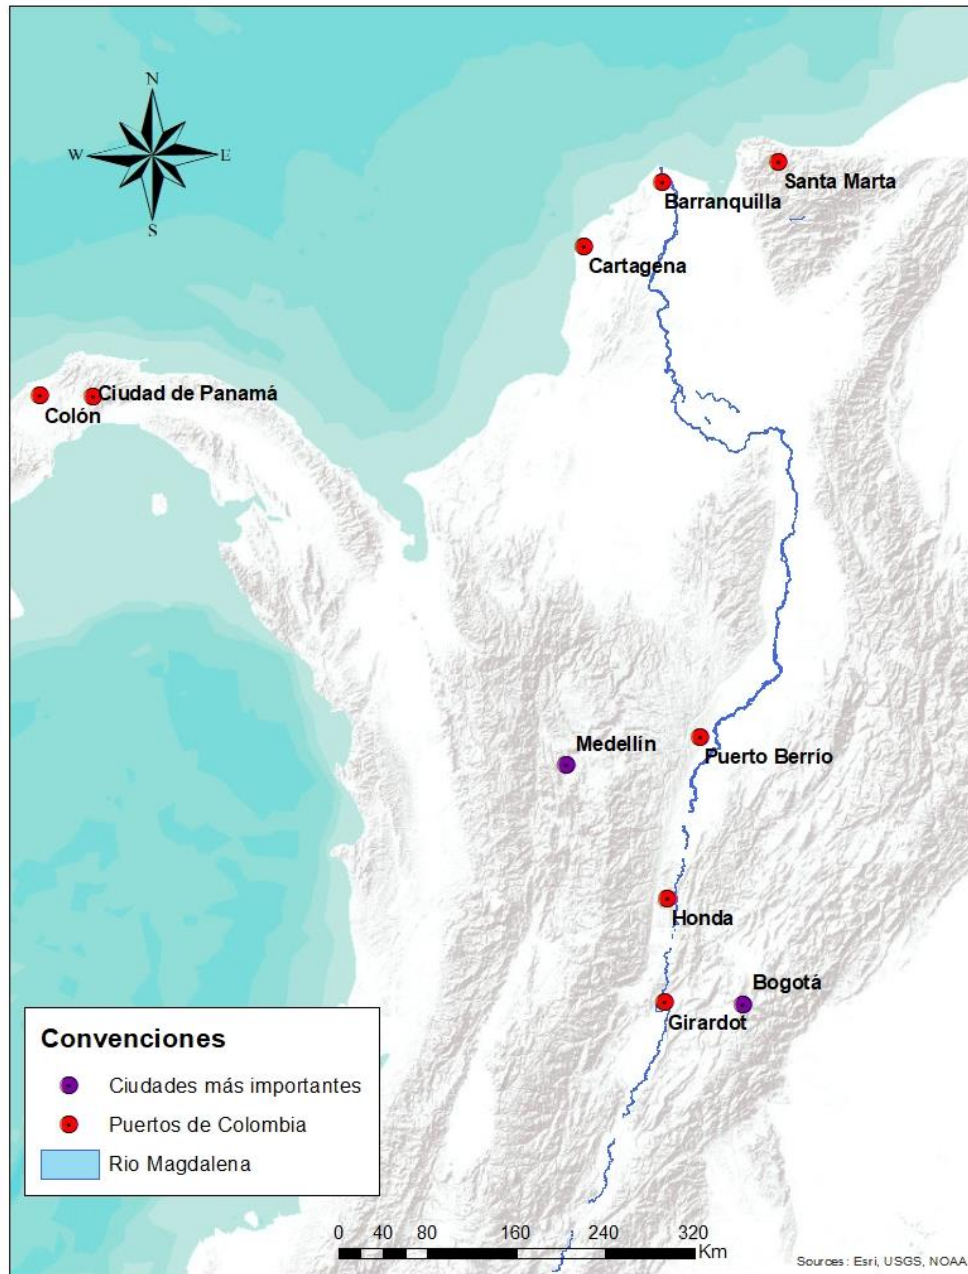 N
W
E
S
Santa Marta
Barranquilla
Cartagena
Ciudad de Panamá
Colón
Medellín
Puerto Berrío
Honda
Bogotá
Girardot
Convenciones
Ciudades más importantes
Puertos de Colombia
Rio Magdalena
0 40 80 160 240 320
Km
Sources: Esri, USGS, NOAA